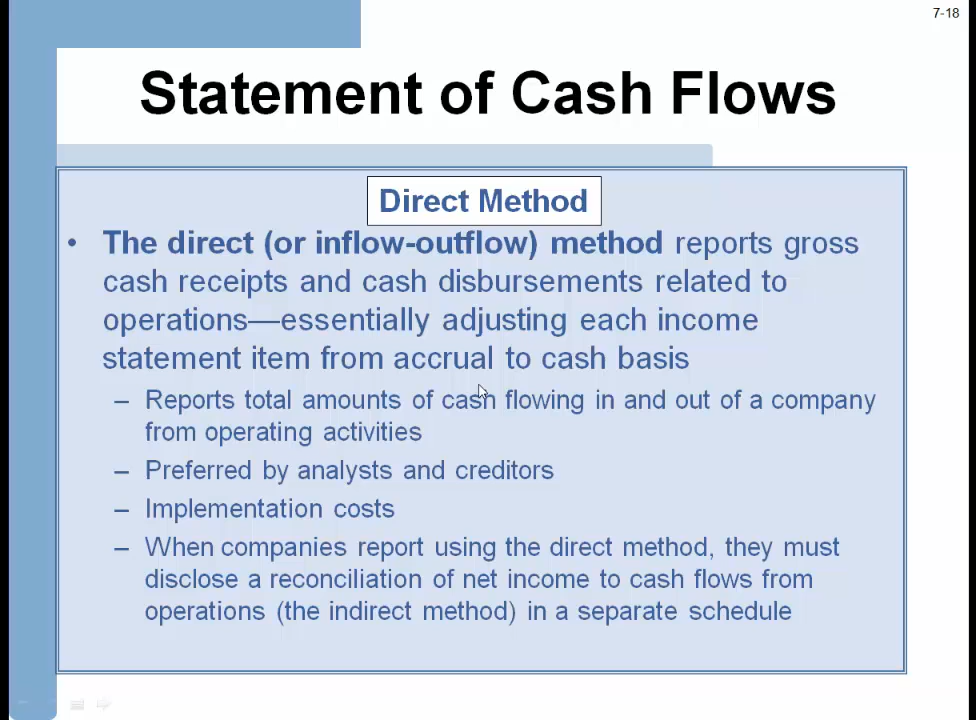 7-18
Statement of Cash Flows
Direct Method
• The direct (or inflow-outflow) method reports gross
cash receipts and cash disbursements related to
operations—essentially adjusting each income
statement item from accrual to cash basis
– Reports total amounts of cash flowing in and out of a company
from operating activities
– Preferred by analysts and creditors
– Implementation costs
– When companies report using the direct method, they must
disclose a reconciliation of net income to cash flows from
operations (the indirect method) in a separate schedule